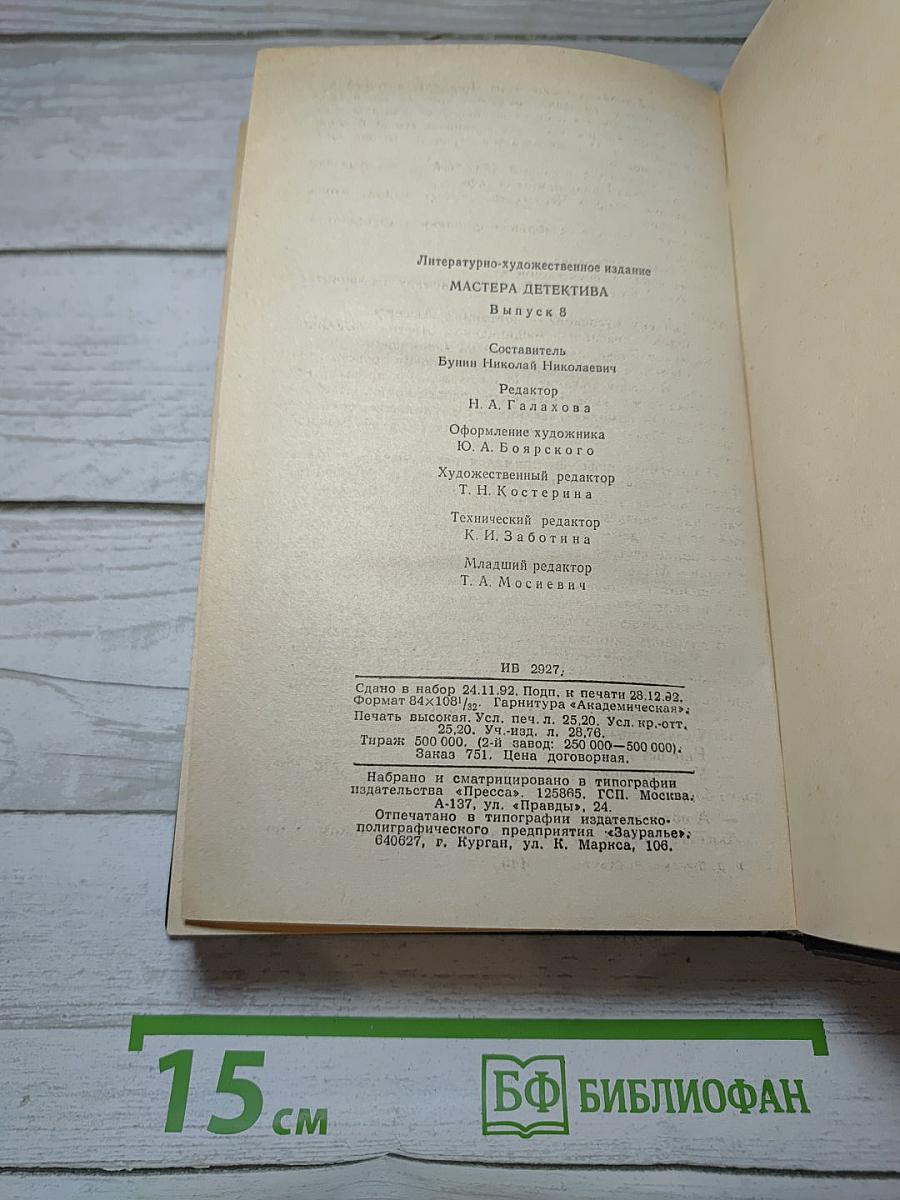 Литературно-художественное издание
МАСТЕРА ДЕТЕКТИВА
Выпуск 8
Составитель
Бунин Николай Николаевич
Редактор
Н. А. Галахова
Оформление художника
Ю. А. Боярского
Художественный редактор
Т. Н. Костерина
Технический редактор
К. И. Заботина
Младший редактор
Т. А. Мосиевич
ИБ 2927.
Сдано в набор 24.11.92. Подп. к печати 28.12.92.
Формат 84×108¹/₃₂. Гарнитура «Академическая».
Печать высокая. Усл. печ. л. 25,20. Усл. кр.-отт.
25,20. Уч.-изд. л. 28,76.
Тираж 500 000. (2-й завод: 250 000—500 000).
Заказ 751. Цена договорная.
Набрано и сматрицировано в типографии
издательства «Пресса». 125865. ГСП. Москва.
А-137, ул. «Правды», 24.
Отпечатано в типографии издательско-
полиграфического предприятия «Зауралье».
640627, г. Курган, ул. К. Маркса, 106.
15 см
БФ БИБЛИОФАН